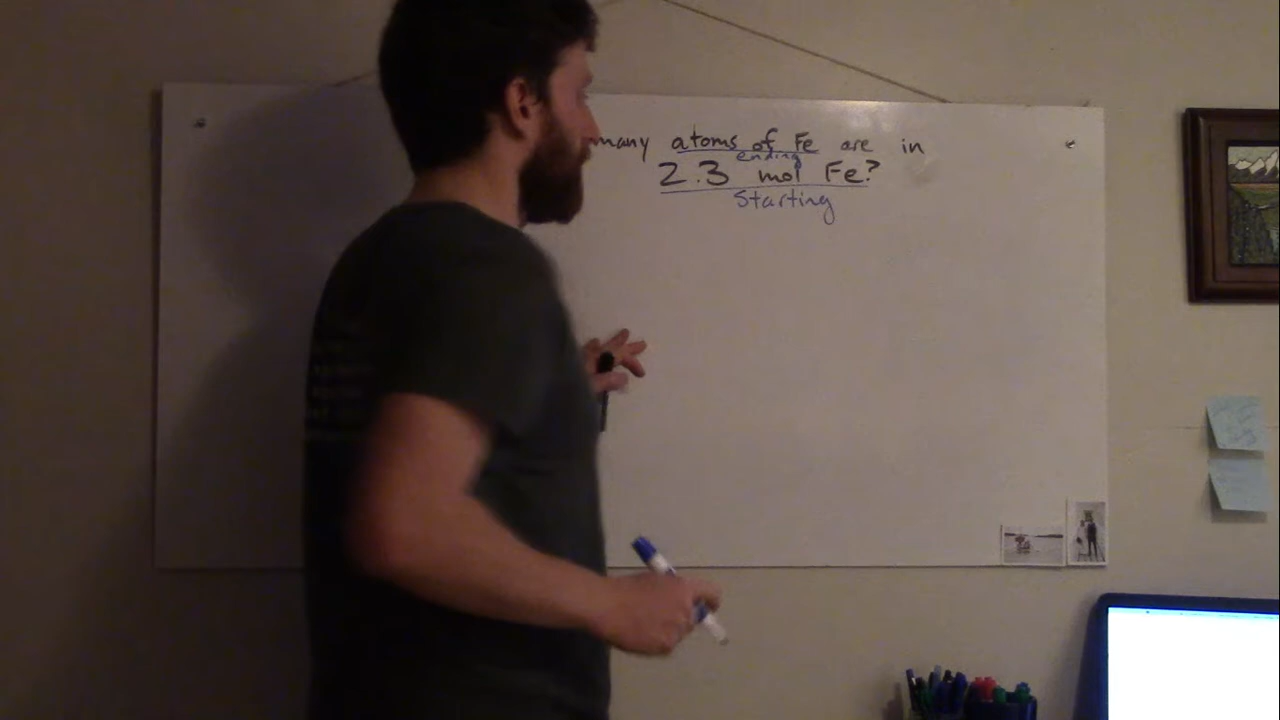 many atoms of Fe are in
ending
2.3 mol Fe?
Starting